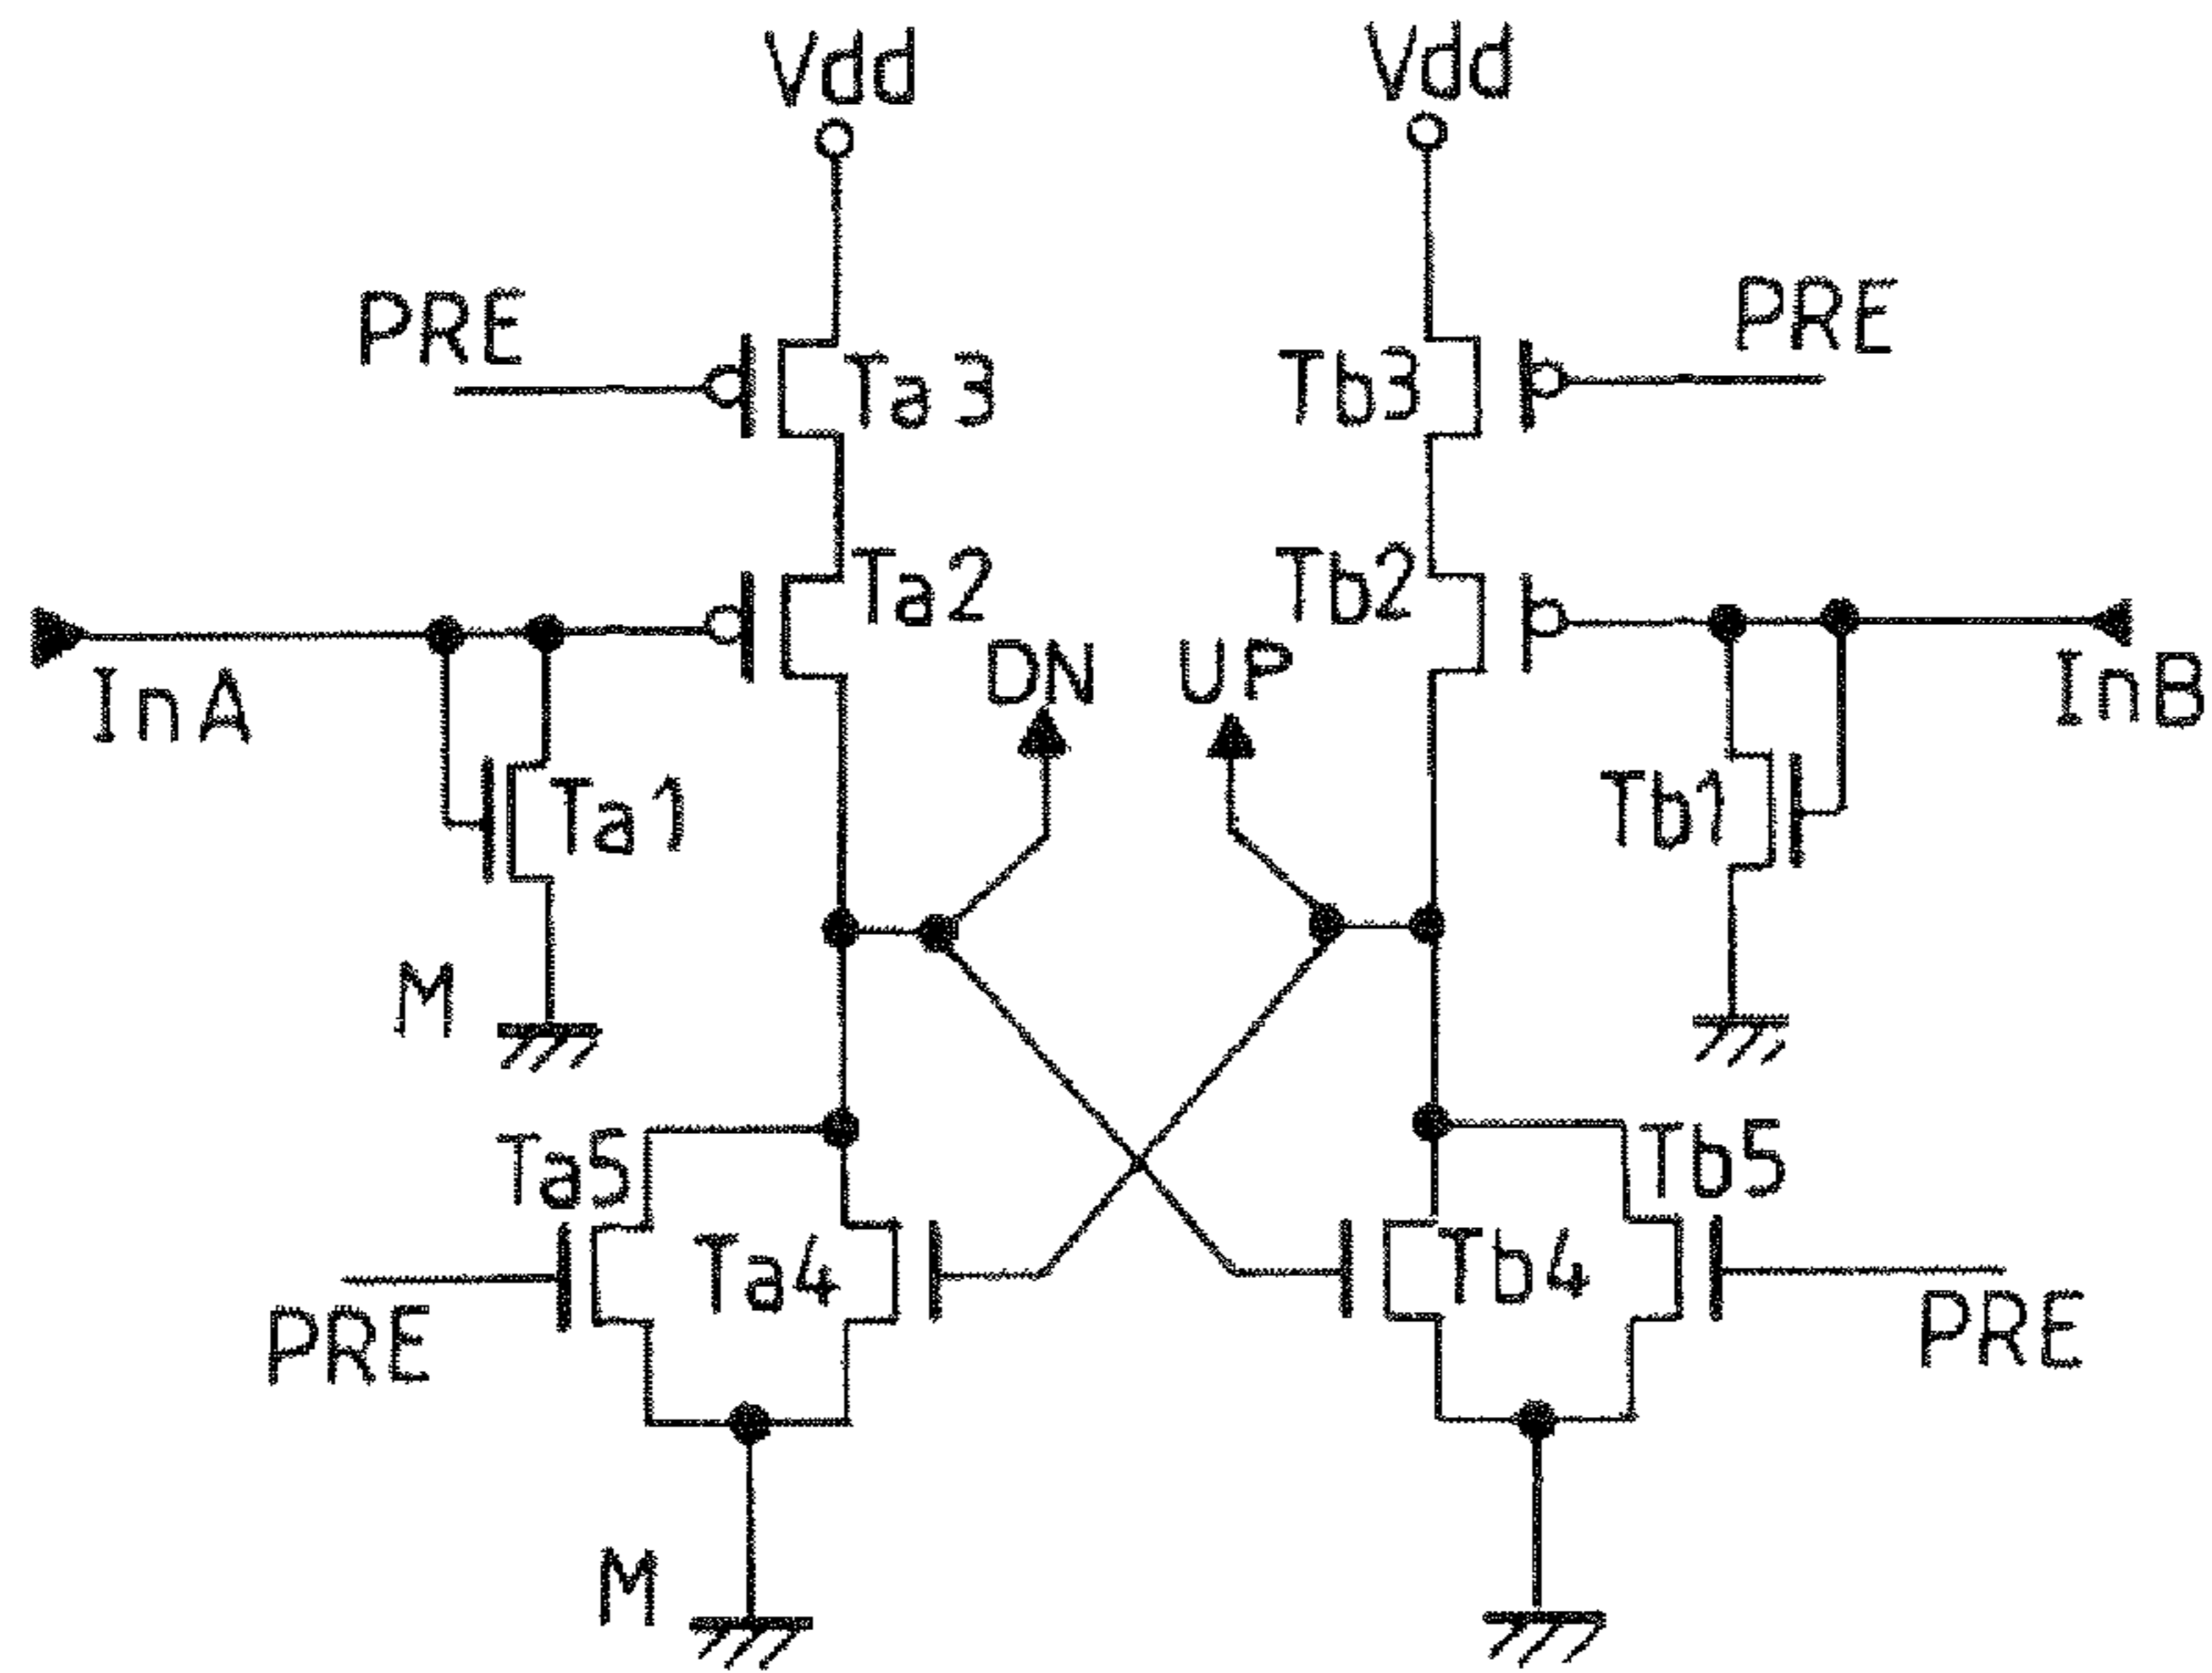 Vdd
Vdd
PRE
PRE
Ta3
Tb3
Ta2
Tb2
DN
UP
InA
InB
Ta1
Tb1
M
Ta5
Tb5
Ta4
Tb4
PRE
PRE
M